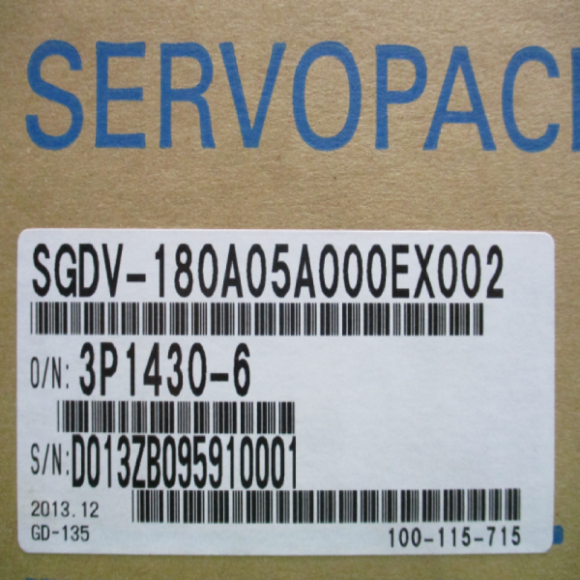 SERVOPAC
SGDV-180A05A000EX002
O/N: 3P1430-6
S/N: D013ZB095910001
2013.12
GD-135
100-115-715